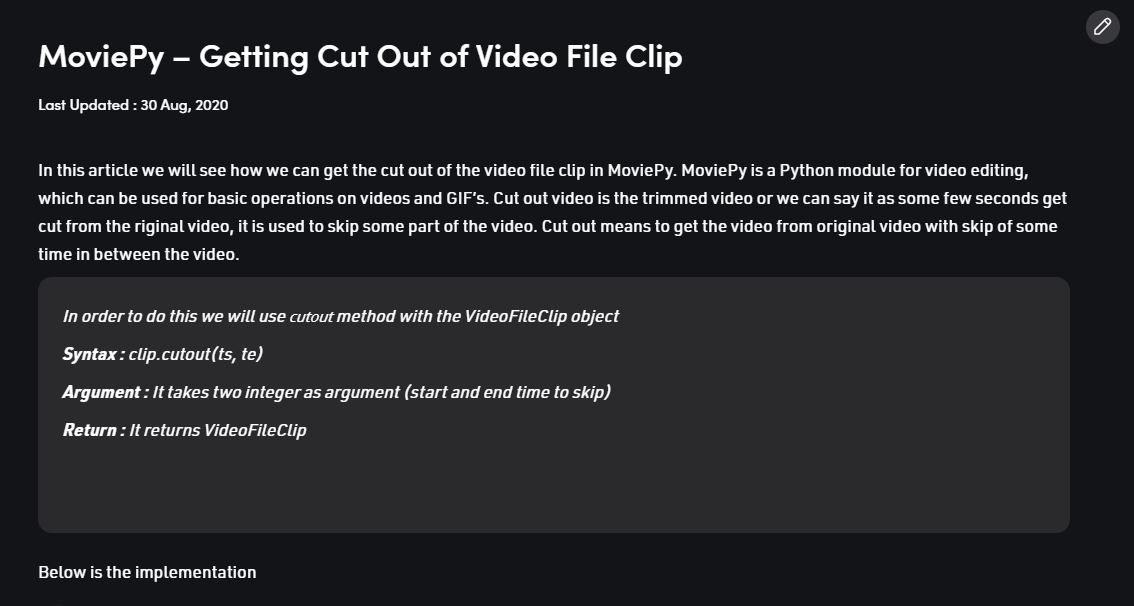 MoviePy – Getting Cut Out of Video File Clip
Last Updated : 30 Aug, 2020
In this article we will see how we can get the cut out of the video file clip in MoviePy. MoviePy is a Python module for video editing,
which can be used for basic operations on videos and GIF's. Cut out video is the trimmed video or we can say it as some few seconds get
cut from the riginal video, it is used to skip some part of the video. Cut out means to get the video from original video with skip of some
time in between the video.
In order to do this we will use cutout method with the VideoFileClip object
Syntax : clip.cutout(ts, te)
Argument : It takes two integer as argument (start and end time to skip)
Return : It returns VideoFileClip
Below is the implementation